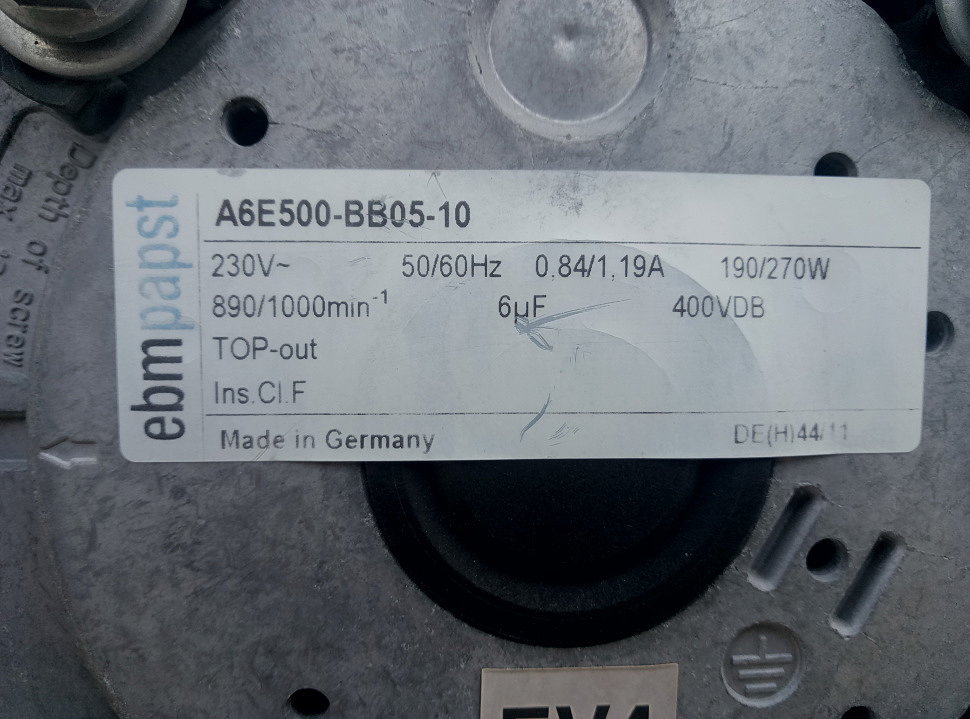 Depth of screw
max
ebmpapst
A6E500-BB05-10
230V~ 50/60Hz 0,84/1,19A 190/270W
890/1000min⁻¹ 6µF 400VDB
TOP-out
Ins.Cl.F
Made in Germany DE(H)44/11